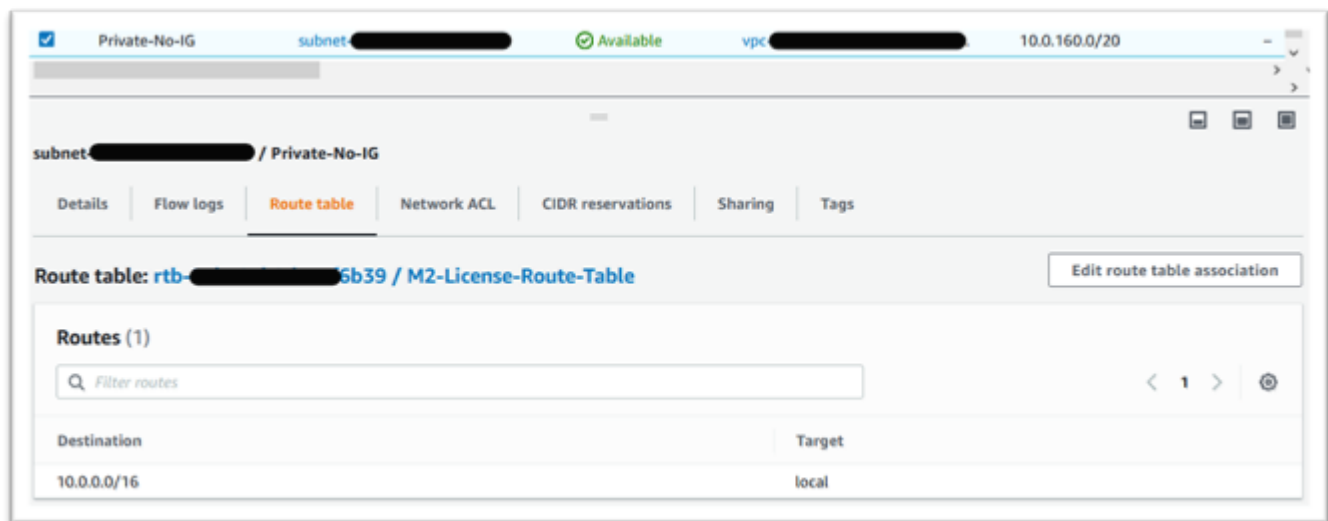 Private-No-IG subnet- Available vpc- 10.0.160.0/20 –
subnet- / Private-No-IG
Details Flow logs Route table Network ACL CIDR reservations Sharing Tags
Route table: rtb- 6b39 / M2-License-Route-Table Edit route table association
Routes (1)
Filter routes 1
Destination Target
10.0.0.0/16 local